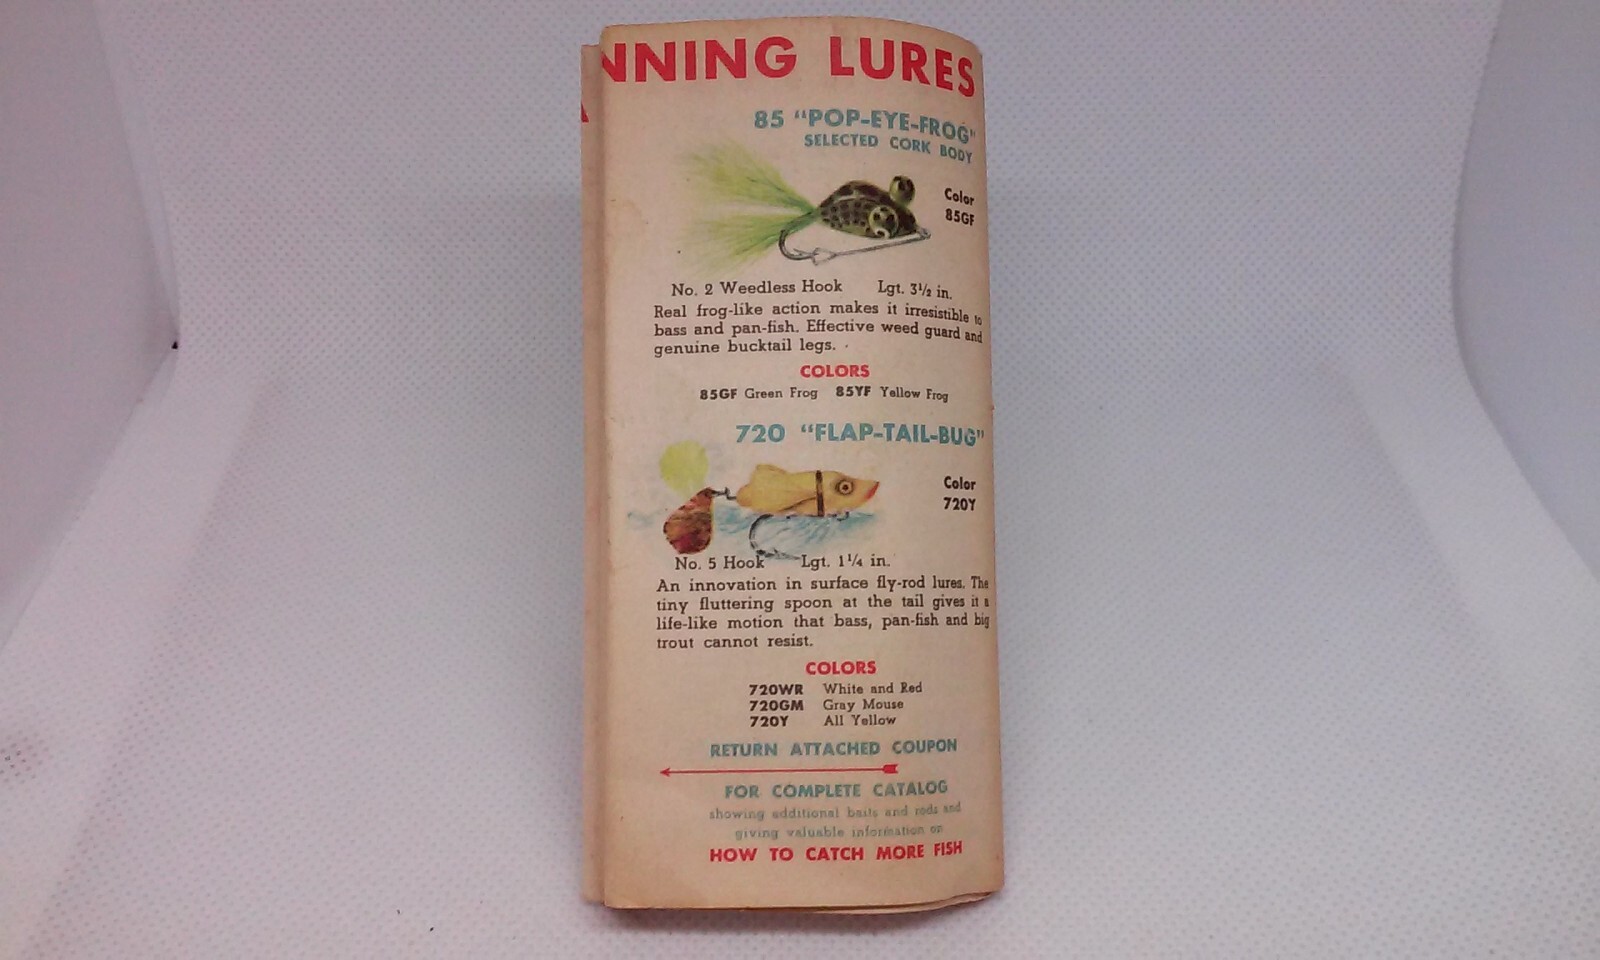 NNING LURES
85 "POP-EYE-FROG"
SELECTED CORK BODY
Color
85GF
No. 2 Weedless Hook Lgt. 3½ in.
Real frog-like action makes it irresistible to
bass and pan-fish. Effective weed guard and
genuine bucktail legs.
COLORS
85GF Green Frog 85YF Yellow Frog
720 "FLAP-TAIL-BUG"
Color
720Y
No. 5 Hook Lgt. 1¼ in.
An innovation in surface fly-rod lures. The
tiny fluttering spoon at the tail gives it a
life-like motion that bass, pan-fish and big
trout cannot resist.
COLORS
720WR White and Red
720GM Gray Mouse
720Y All Yellow
RETURN ATTACHED COUPON
FOR COMPLETE CATALOG
showing additional baits and rods and
giving valuable information on
HOW TO CATCH MORE FISH